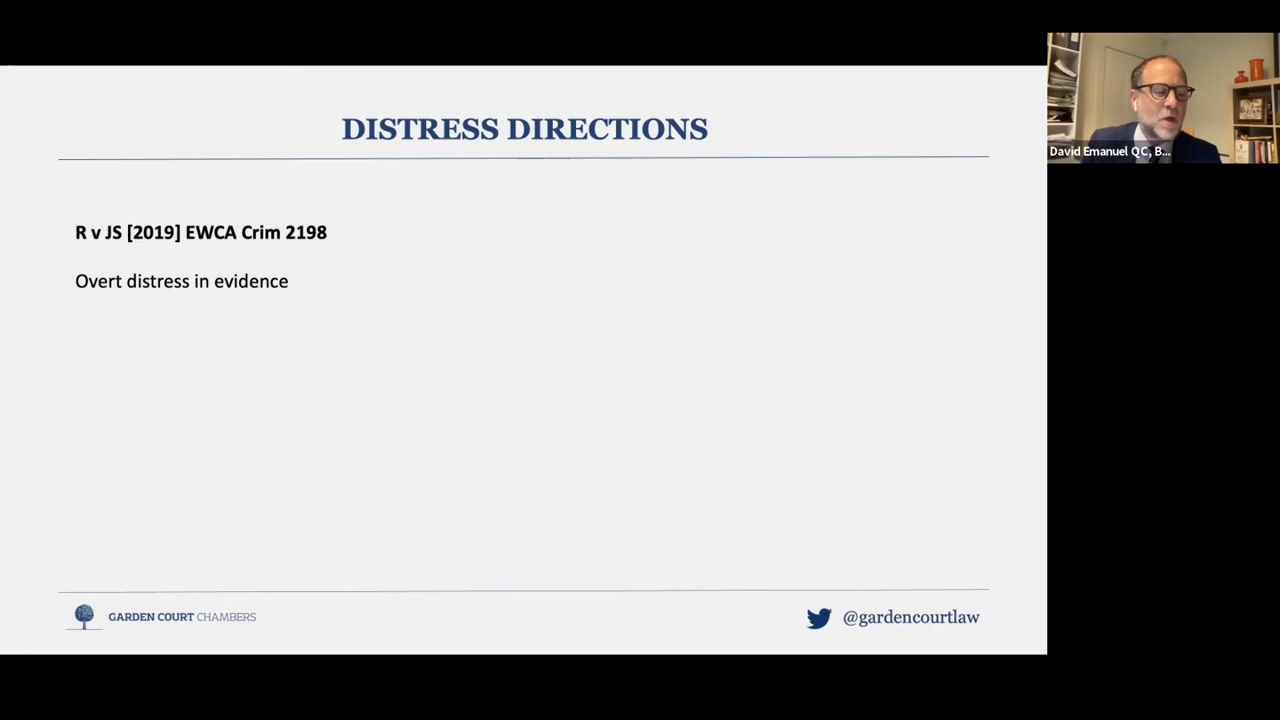 DISTRESS DIRECTIONS
R v JS [2019] EWCA Crim 2198
Overt distress in evidence
GARDEN COURT CHAMBERS
@gardencourtlaw
David Emanuel QC, B...